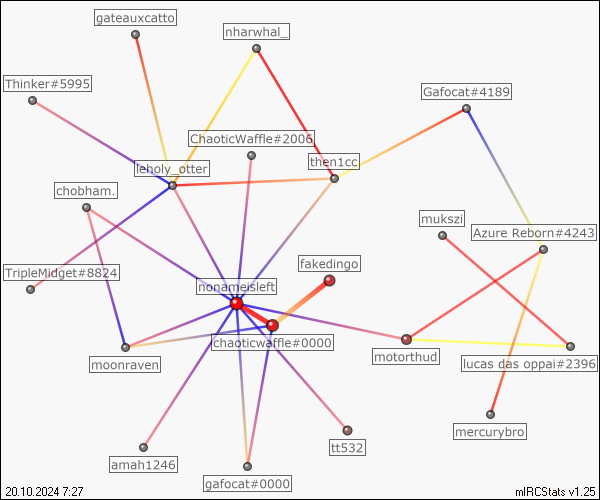 gateauxcatto
nharwhal_
Thinker#5995
Gafocat#4189
ChaoticWaffle#2006
then1cc
leholy_otter
chobham.
mukszi
Azure Reborn#4243
fakedingo
TripleMidget#8824
nonameisleft
chaoticwaffle#0000
motorthud
moonraven
lucas das oppai#2396
mercurybro
tt532
amah1246
gafocat#0000
20.10.2024 7:27
mIRCStats v1.25